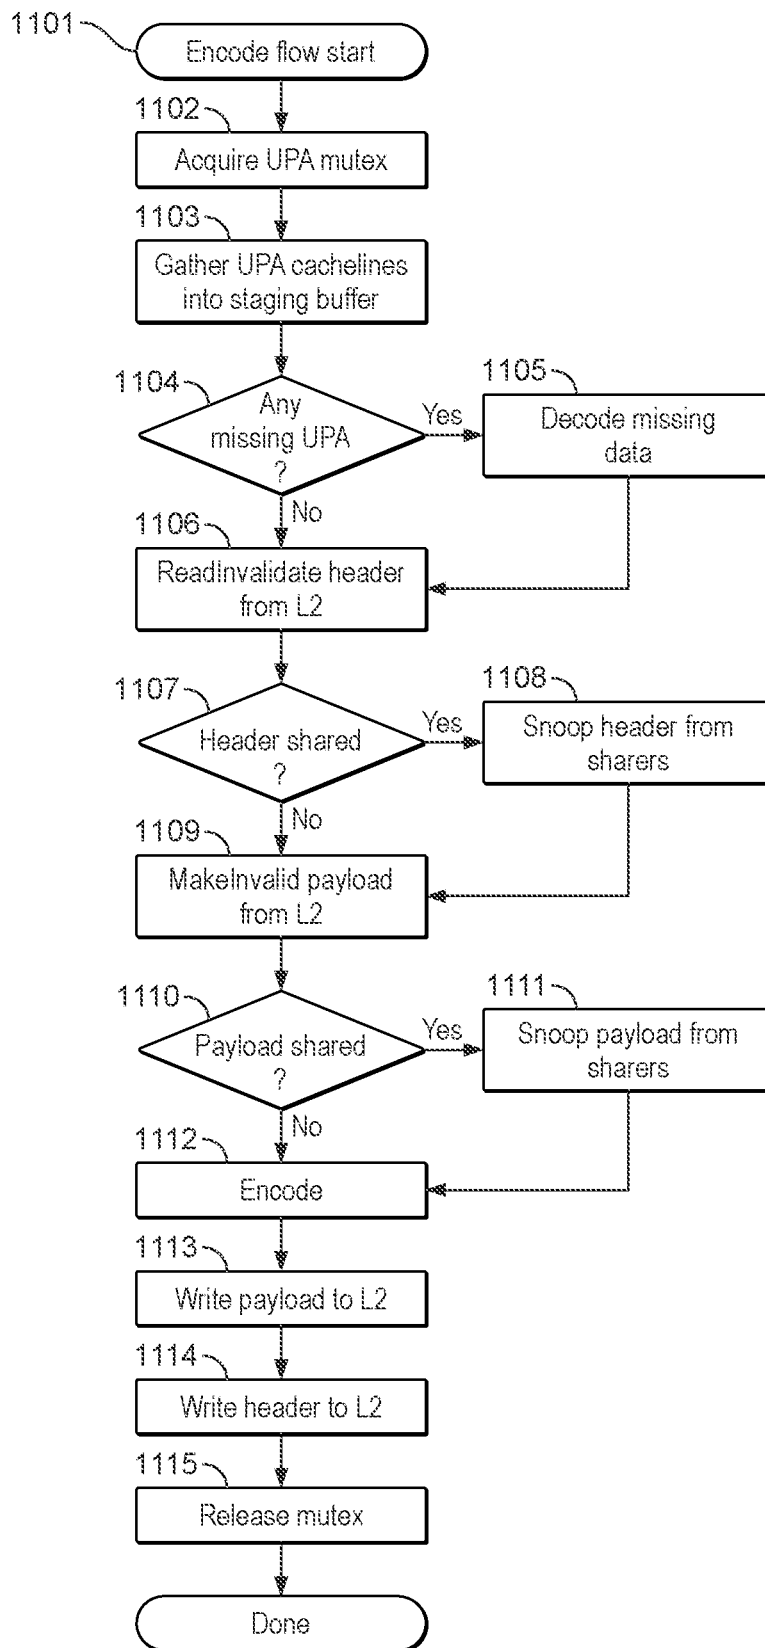 1101
Encode flow start
1102
Acquire UPA mutex
1103
Gather UPA cachelines
into staging buffer
1104
Any
missing UPA
?
Yes
1105
Decode missing
data
No
1106
ReadInvalidate header
from L2
1107
Header shared
?
Yes
1108
Snoop header from
sharers
No
1109
MakeInvalid payload
from L2
1110
Payload shared
?
Yes
1111
Snoop payload from
sharers
No
1112
Encode
1113
Write payload to L2
1114
Write header to L2
1115
Release mutex
Done